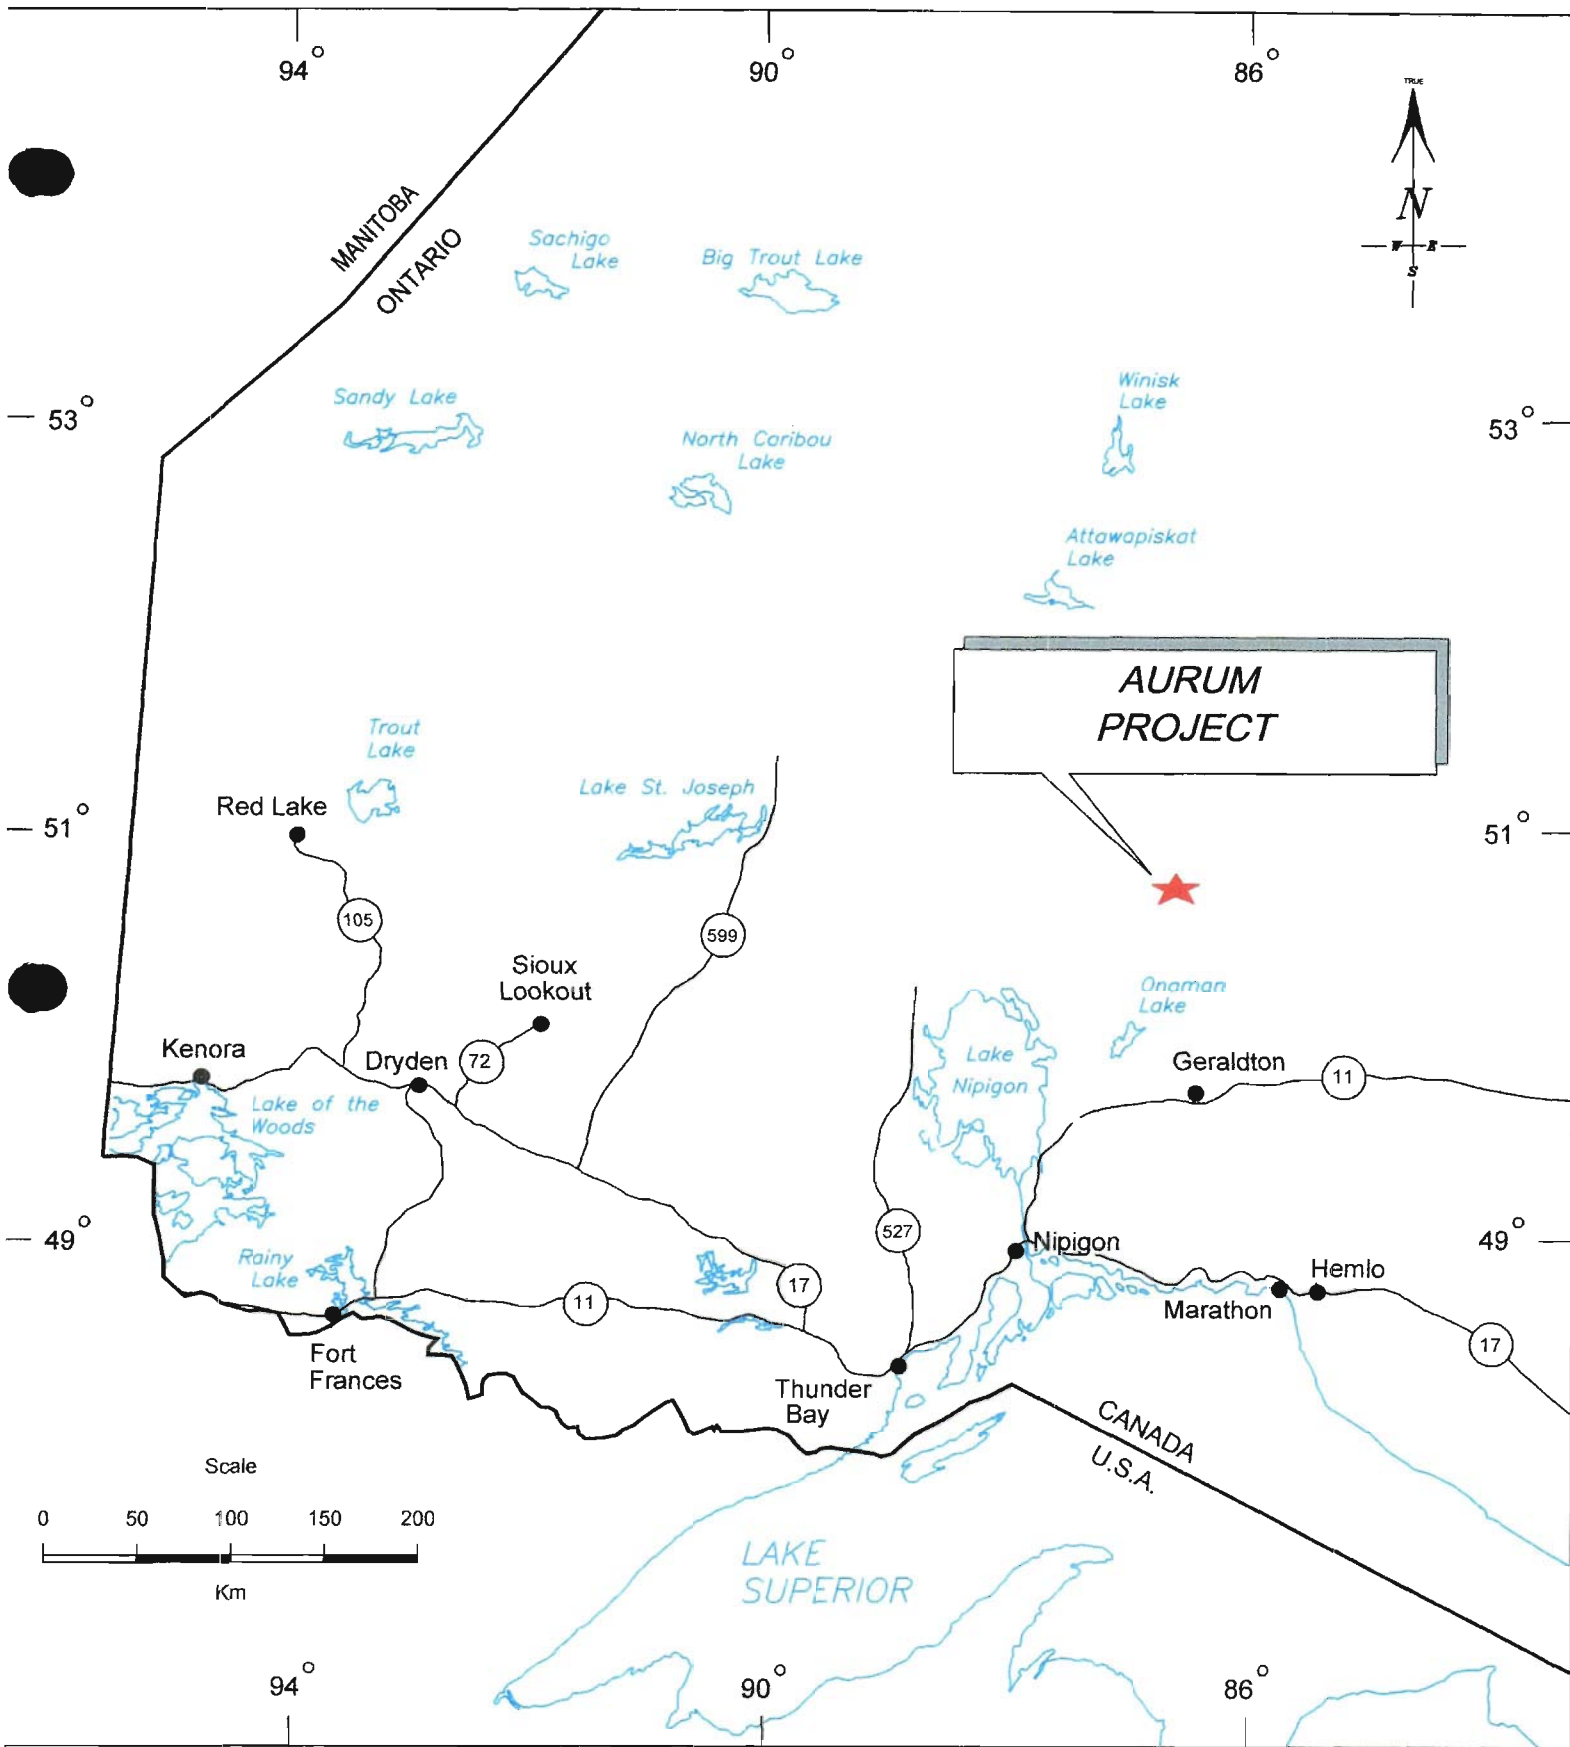 94°
90°
86°
TRUE
N
W E
S
MANITOBA
ONTARIO
Sachigo
Lake
Big Trout Lake
Winisk
Lake
Sandy Lake
53°
53°
North Caribou
Lake
Attawapiskat
Lake
AURUM
PROJECT
Trout
Lake
Lake St. Joseph
Red Lake
51°
51°
105
599
Sioux
Lookout
Onaman
Lake
Kenora
Dryden
72
Lake
Nipigon
Geraldton
11
Lake of the
Woods
49°
49°
527
Nipigon
Rainy
Lake
Hemlo
17
11
Marathon
17
Fort
Frances
Thunder
Bay
CANADA
U.S.A.
Scale
0 50 100 150 200
Km
LAKE
SUPERIOR
94°
90°
86°